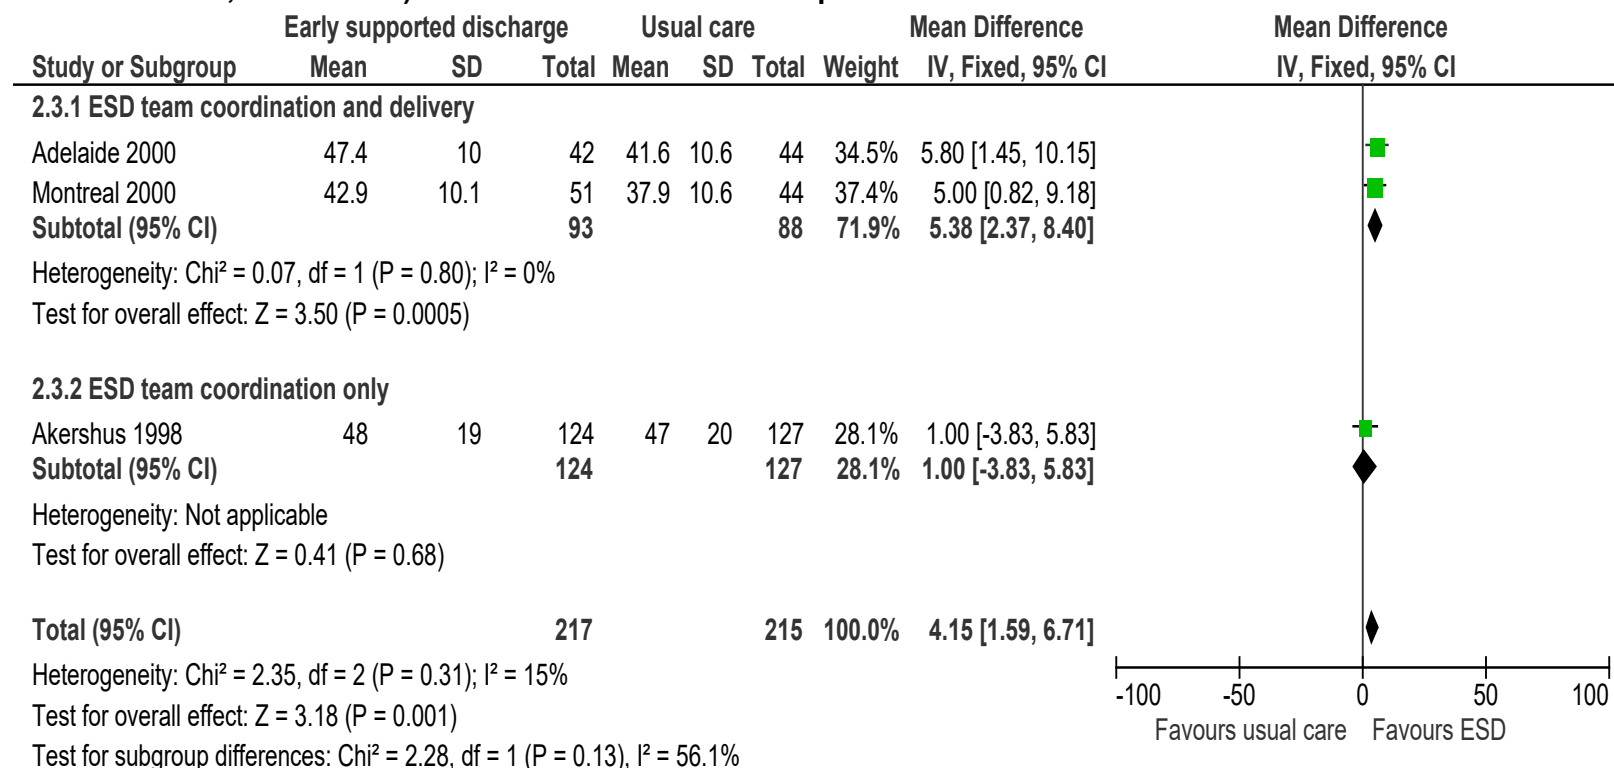 Early supported discharge Usual care Mean Difference Mean Difference
Study or Subgroup Mean SD Total Mean SD Total Weight IV, Fixed, 95% CI IV, Fixed, 95% CI
2.3.1 ESD team coordination and delivery
Adelaide 2000 47.4 10 42 41.6 10.6 44 34.5% 5.80 [1.45, 10.15]
Montreal 2000 42.9 10.1 51 37.9 10.6 44 37.4% 5.00 [0.82, 9.18]
Subtotal (95% CI) 93 88 71.9% 5.38 [2.37, 8.40]
Heterogeneity: Chi² = 0.07, df = 1 (P = 0.80); I² = 0%
Test for overall effect: Z = 3.50 (P = 0.0005)
2.3.2 ESD team coordination only
Akershus 1998 48 19 124 47 20 127 28.1% 1.00 [-3.83, 5.83]
Subtotal (95% CI) 124 127 28.1% 1.00 [-3.83, 5.83]
Heterogeneity: Not applicable
Test for overall effect: Z = 0.41 (P = 0.68)
Total (95% CI) 217 215 100.0% 4.15 [1.59, 6.71]
Heterogeneity: Chi² = 2.35, df = 2 (P = 0.31); I² = 15%
Test for overall effect: Z = 3.18 (P = 0.001)
Test for subgroup differences: Chi² = 2.28, df = 1 (P = 0.13), I² = 56.1%
-100 -50 0 50 100
Favours usual care Favours ESD